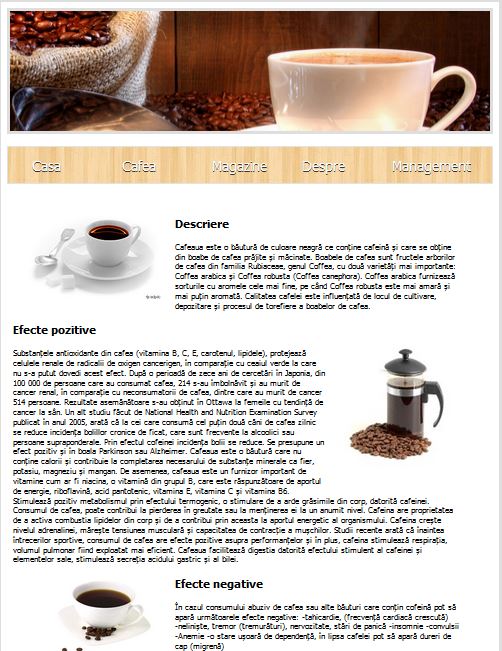 Casa Cafea Magazine Despre Management
Descriere
Cafeaua este o băutură de culoare neagră ce conține cafeină și care se obține
din boabe de cafea prăjite și măcinate. Boabele de cafea sunt fructele arborilor
de cafea din familia Rubiaceae, genul Coffea, cu două varietăți mai importante:
Coffea arabica și Coffea robusta (Coffea canephora). Coffea arabica furnizează
sorturile cu aromele cele mai fine, pe când Coffea robusta este mai amară și
mai puțin aromată. Calitatea cafelei este influențată de locul de cultivare,
depozitare și procesul de torefiere a boabelor de cafea.
Efecte pozitive
Substanțele antioxidante din cafea (vitamina B, C, E, carotenul, lipidele), protejează
celulele renale de radicalii de oxigen cancerigen, în comparație cu ceaiul verde la care
nu s-a putut dovedi acest efect. După o perioadă de zece ani de cercetări în Japonia, din
100 000 de persoane care au consumat cafea, 214 s-au îmbolnăvit și au murit de
cancer renal, în comparație cu neconsumatorii de cafea, dintre care au murit de cancer
514 persoane. Rezultate asemănătoare s-au obținut în Ottawa la femeile cu tendință de
cancer la sân. Un alt studiu făcut de National Health and Nutrition Examination Survey
publicat în anul 2005, arată că la cei care consumă cel puțin două căni de cafea zilnic
se reduce incidența bolilor cronice de ficat, care sunt frecvente la alcoolici sau
persoane supraponderale. Prin efectul cofeinei incidența bolii se reduce. Se presupune un
efect pozitiv și în boala Parkinson sau Alzheimer. Cafeaua este o băutură care nu
conține calorii și contribuie la completarea necesarului de substanțe minerale ca fier,
potasiu, magneziu și mangan. De asemenea, cafeaua este un furnizor important de
vitamine cum ar fi niacina, o vitamină din grupul B, care este răspunzătoare de aportul
de energie, riboflavină, acid pantotenic, vitamina E, vitamina C și vitamina B6.
Stimulează pozitiv metabolismul prin efectului termogenic, o stimulare de a arde grăsimile din corp, datorită cafeinei.
Consumul de cafea, poate contribui la pierderea în greutate sau la menținerea ei la un anumit nivel. Cafeina are proprietatea
de a activa combustia lipidelor din corp și de a contribui prin aceasta la aportul energetic al organismului. Cafeina crește
nivelul adrenalinei, mărește tensiunea musculară și capacitatea de contracție a mușchilor. Studii recente arată că înaintea
întrecerilor sportive, consumul de cafea are efecte pozitive asupra performanțelor și în plus, cafeina stimulează respirația,
volumul pulmonar fiind exploatat mai eficient. Cafeaua facilitează digestia datorită efectului stimulent al cafeinei și
elementelor sale, stimulează secreția acidului gastric și al bilei.
Efecte negative
În cazul consumului abuziv de cafea sau alte băuturi care conțin cofeină pot să
apară următoarele efecte negative: -tahicardie, (frecvență cardiacă crescută)
-neliniște, tremor (tremurături), nervozitate, stări de panică -insomnie -convulsii
-Anemie -o stare ușoară de dependență, în lipsa cafelei pot să apară dureri de
cap (migrenă)